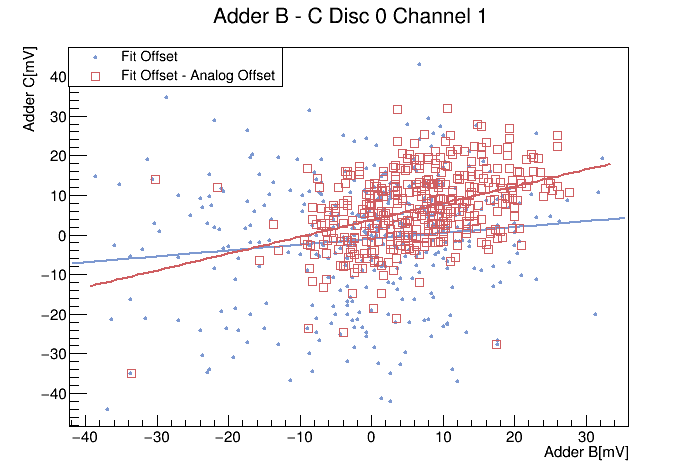 Adder B - C Disc 0 Channel 1
Adder C[mV]
Fit Offset
Fit Offset - Analog Offset
40
30
20
10
0
−10
−20
−30
−40
−40 −30 −20 −10 0 10 20 30
Adder B[mV]